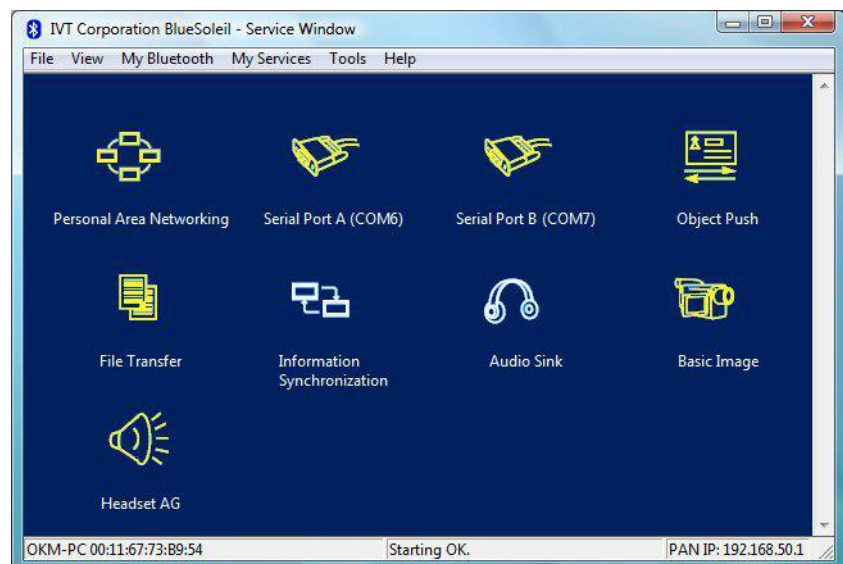 IVT Corporation BlueSoleil - Service Window
File View My Bluetooth My Services Tools Help
Personal Area Networking Serial Port A (COM6) Serial Port B (COM7) Object Push
File Transfer Information Audio Sink Basic Image
Synchronization
Headset AG
OKM-PC 00:11:67:73:B9:54 Starting OK. PAN IP: 192.168.50.1